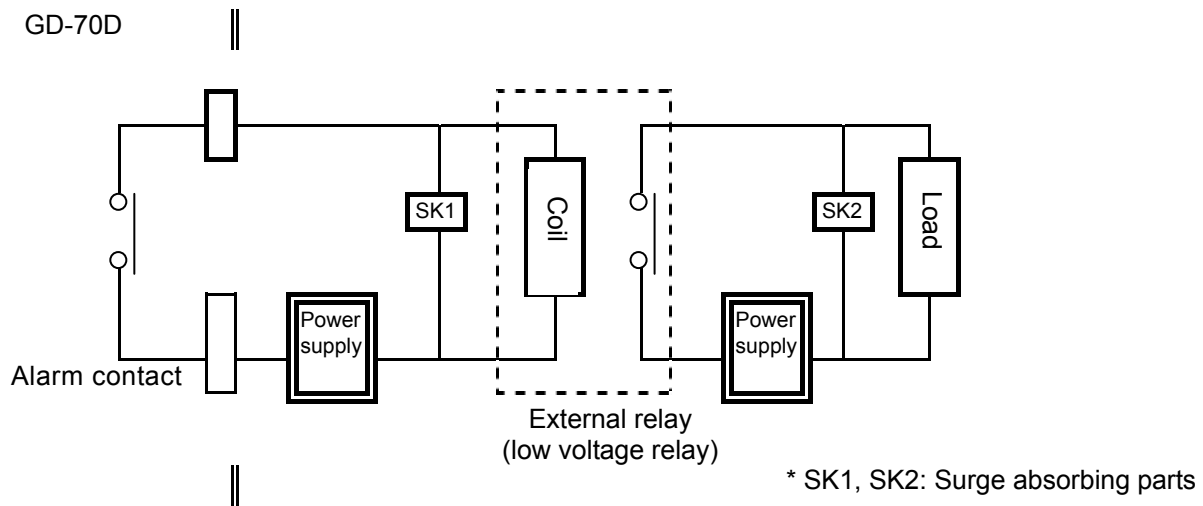 GD-70D
SK1
Coil
SK2
Load
Power
supply
Power
supply
Alarm contact
External relay
(low voltage relay)
* SK1, SK2: Surge absorbing parts